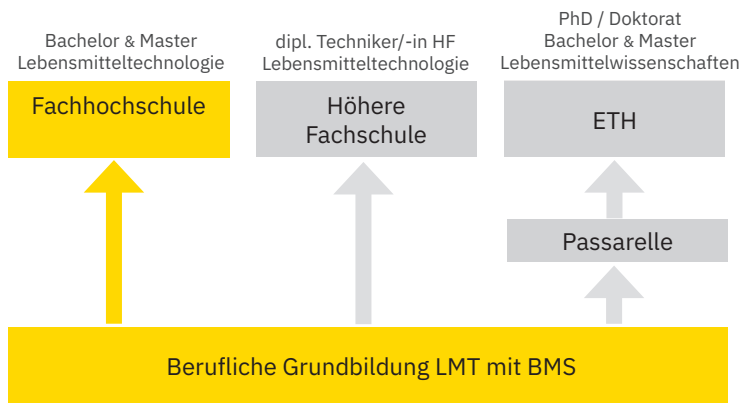 Bachelor & Master
Lebensmitteltechnologie
Fachhochschule
dipl. Techniker/-in HF
Lebensmitteltechnologie
Höhere
Fachschule
PhD / Doktorat
Bachelor & Master
Lebensmittelwissenschaften
ETH
Passarelle
Berufliche Grundbildung LMT mit BMS